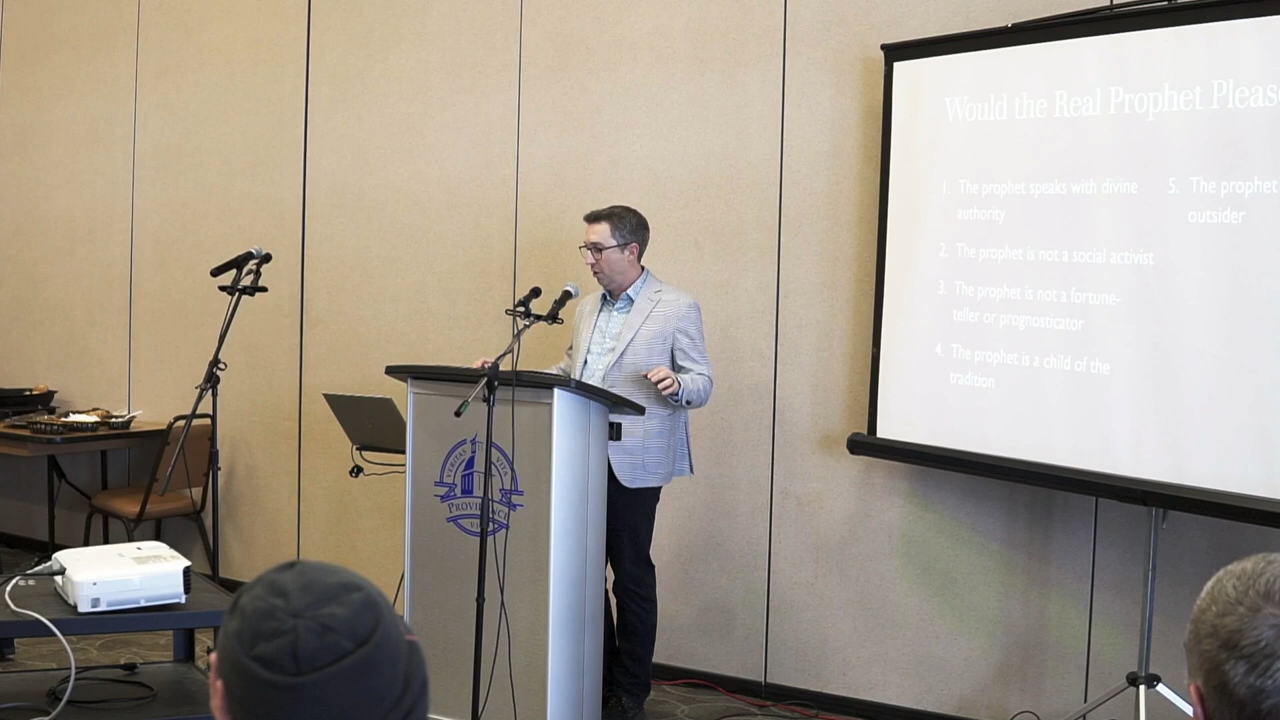 Would the Real Prophet Please
1. The prophet speaks with divine
authority
2. The prophet is not a social activist
3. The prophet is not a fortune-
teller or prognosticator
4. The prophet is a child of the
tradition
5. The prophet
outsider
VERITAS VITA
PROVIDENCE